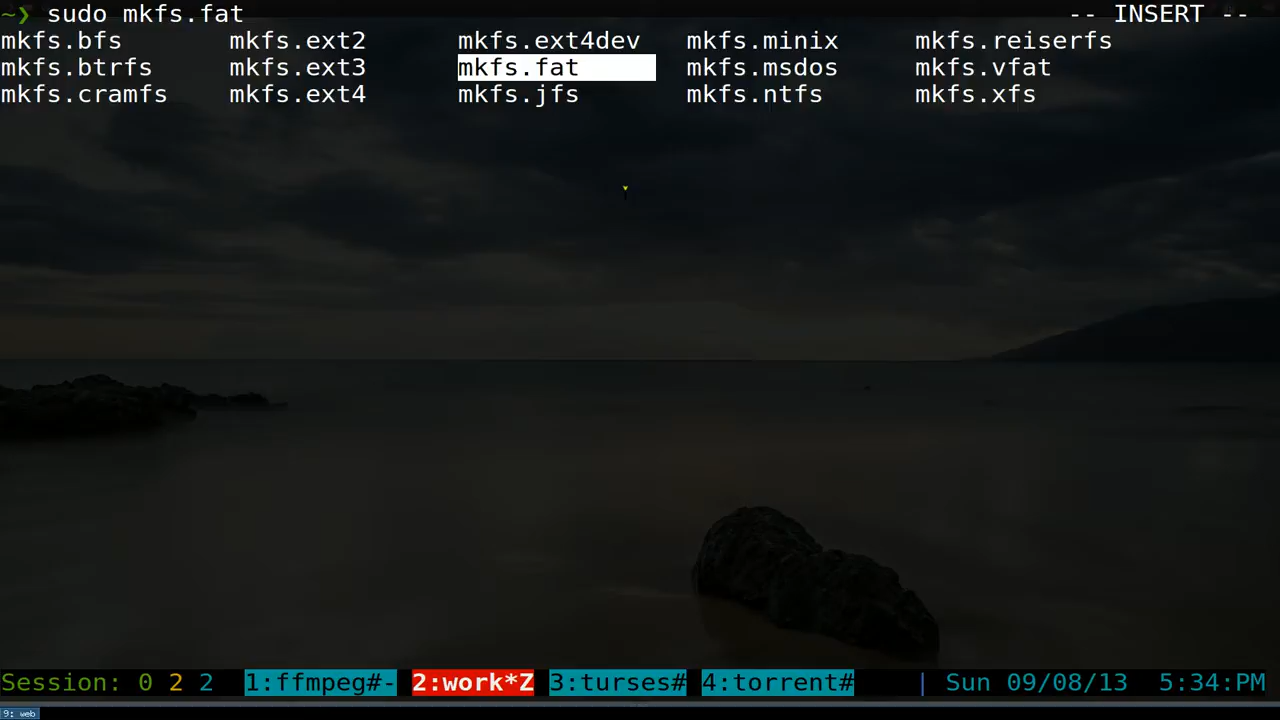 ~❯ sudo mkfs.fat -- INSERT --
mkfs.bfs mkfs.ext2 mkfs.ext4dev mkfs.minix mkfs.reiserfs
mkfs.btrfs mkfs.ext3 mkfs.fat mkfs.msdos mkfs.vfat
mkfs.cramfs mkfs.ext4 mkfs.jfs mkfs.ntfs mkfs.xfs
Session: 0 2 2 1:ffmpeg#- 2:work*Z 3:turses# 4:torrent# | Sun 09/08/13 5:34:PM
9: web